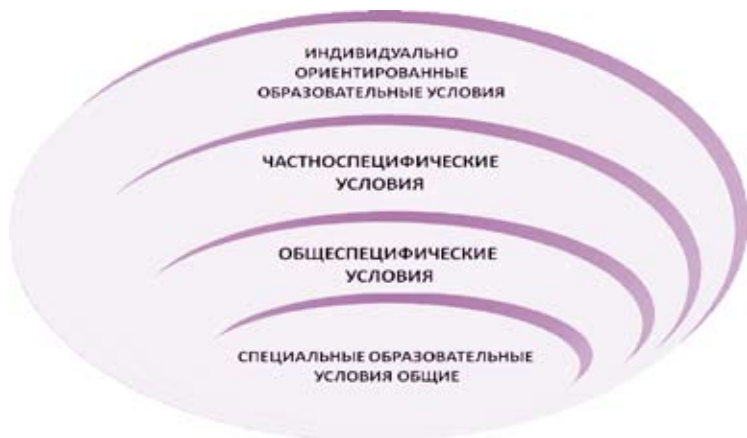 ИНДИВИДУАЛЬНО
ОРИЕНТИРОВАННЫЕ
ОБРАЗОВАТЕЛЬНЫЕ УСЛОВИЯ
ЧАСТНОСПЕЦИФИЧЕСКИЕ
УСЛОВИЯ
ОБЩЕСПЕЦИФИЧЕСКИЕ
УСЛОВИЯ
СПЕЦИАЛЬНЫЕ ОБРАЗОВАТЕЛЬНЫЕ
УСЛОВИЯ ОБЩИЕ